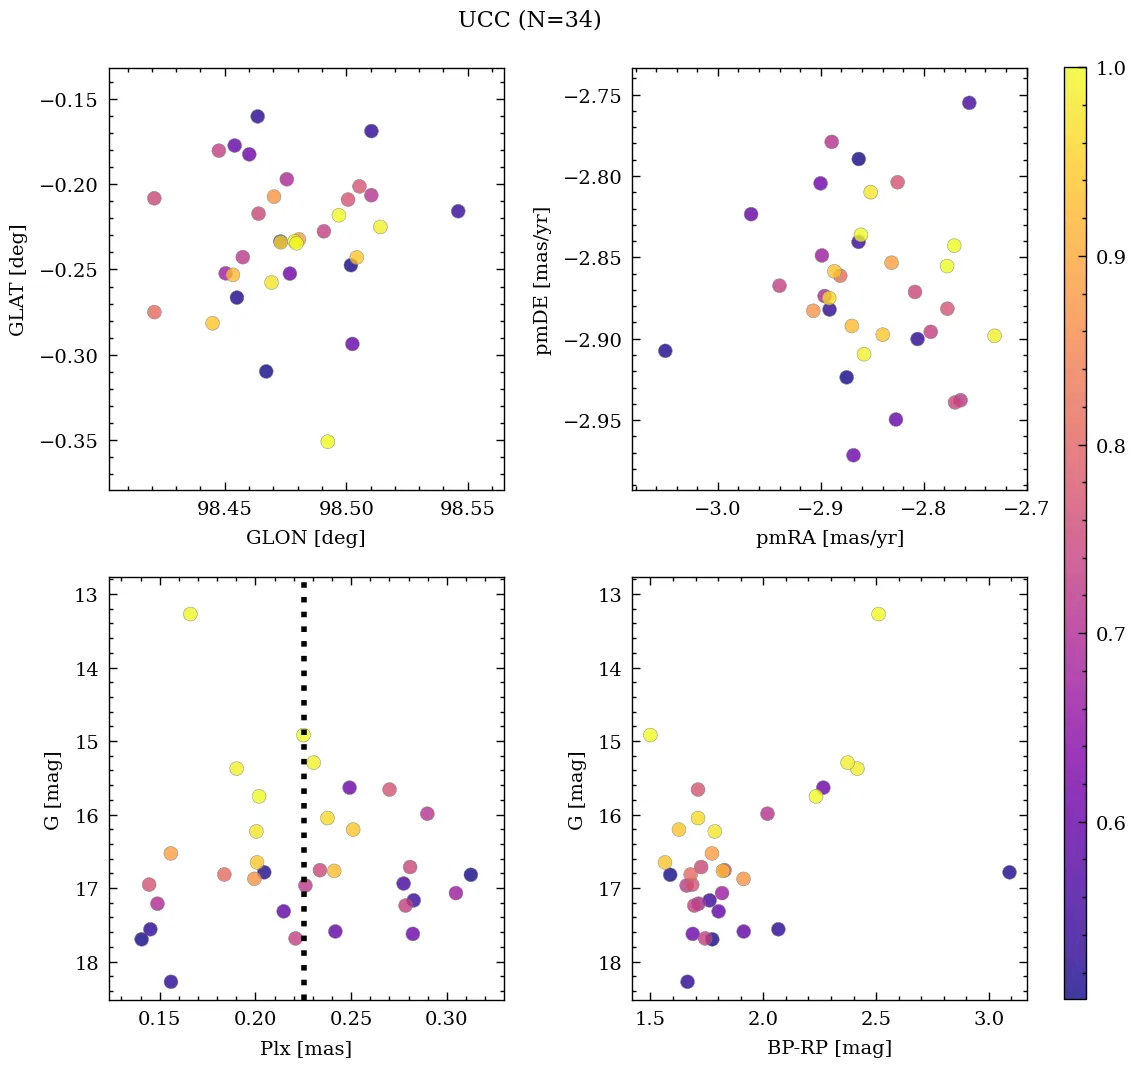 UCC (N=34)
−0.15
−0.20
−0.25
−0.30
−0.35
GLAT [deg]
98.45 98.50 98.55
GLON [deg]
−2.75
−2.80
−2.85
−2.90
−2.95
pmDE [mas/yr]
−3.0 −2.9 −2.8 −2.7
pmRA [mas/yr]
13
14
15
16
17
18
G [mag]
0.15 0.20 0.25 0.30
Plx [mas]
13
14
15
16
17
18
G [mag]
1.5 2.0 2.5 3.0
BP-RP [mag]
1.0
0.9
0.8
0.7
0.6